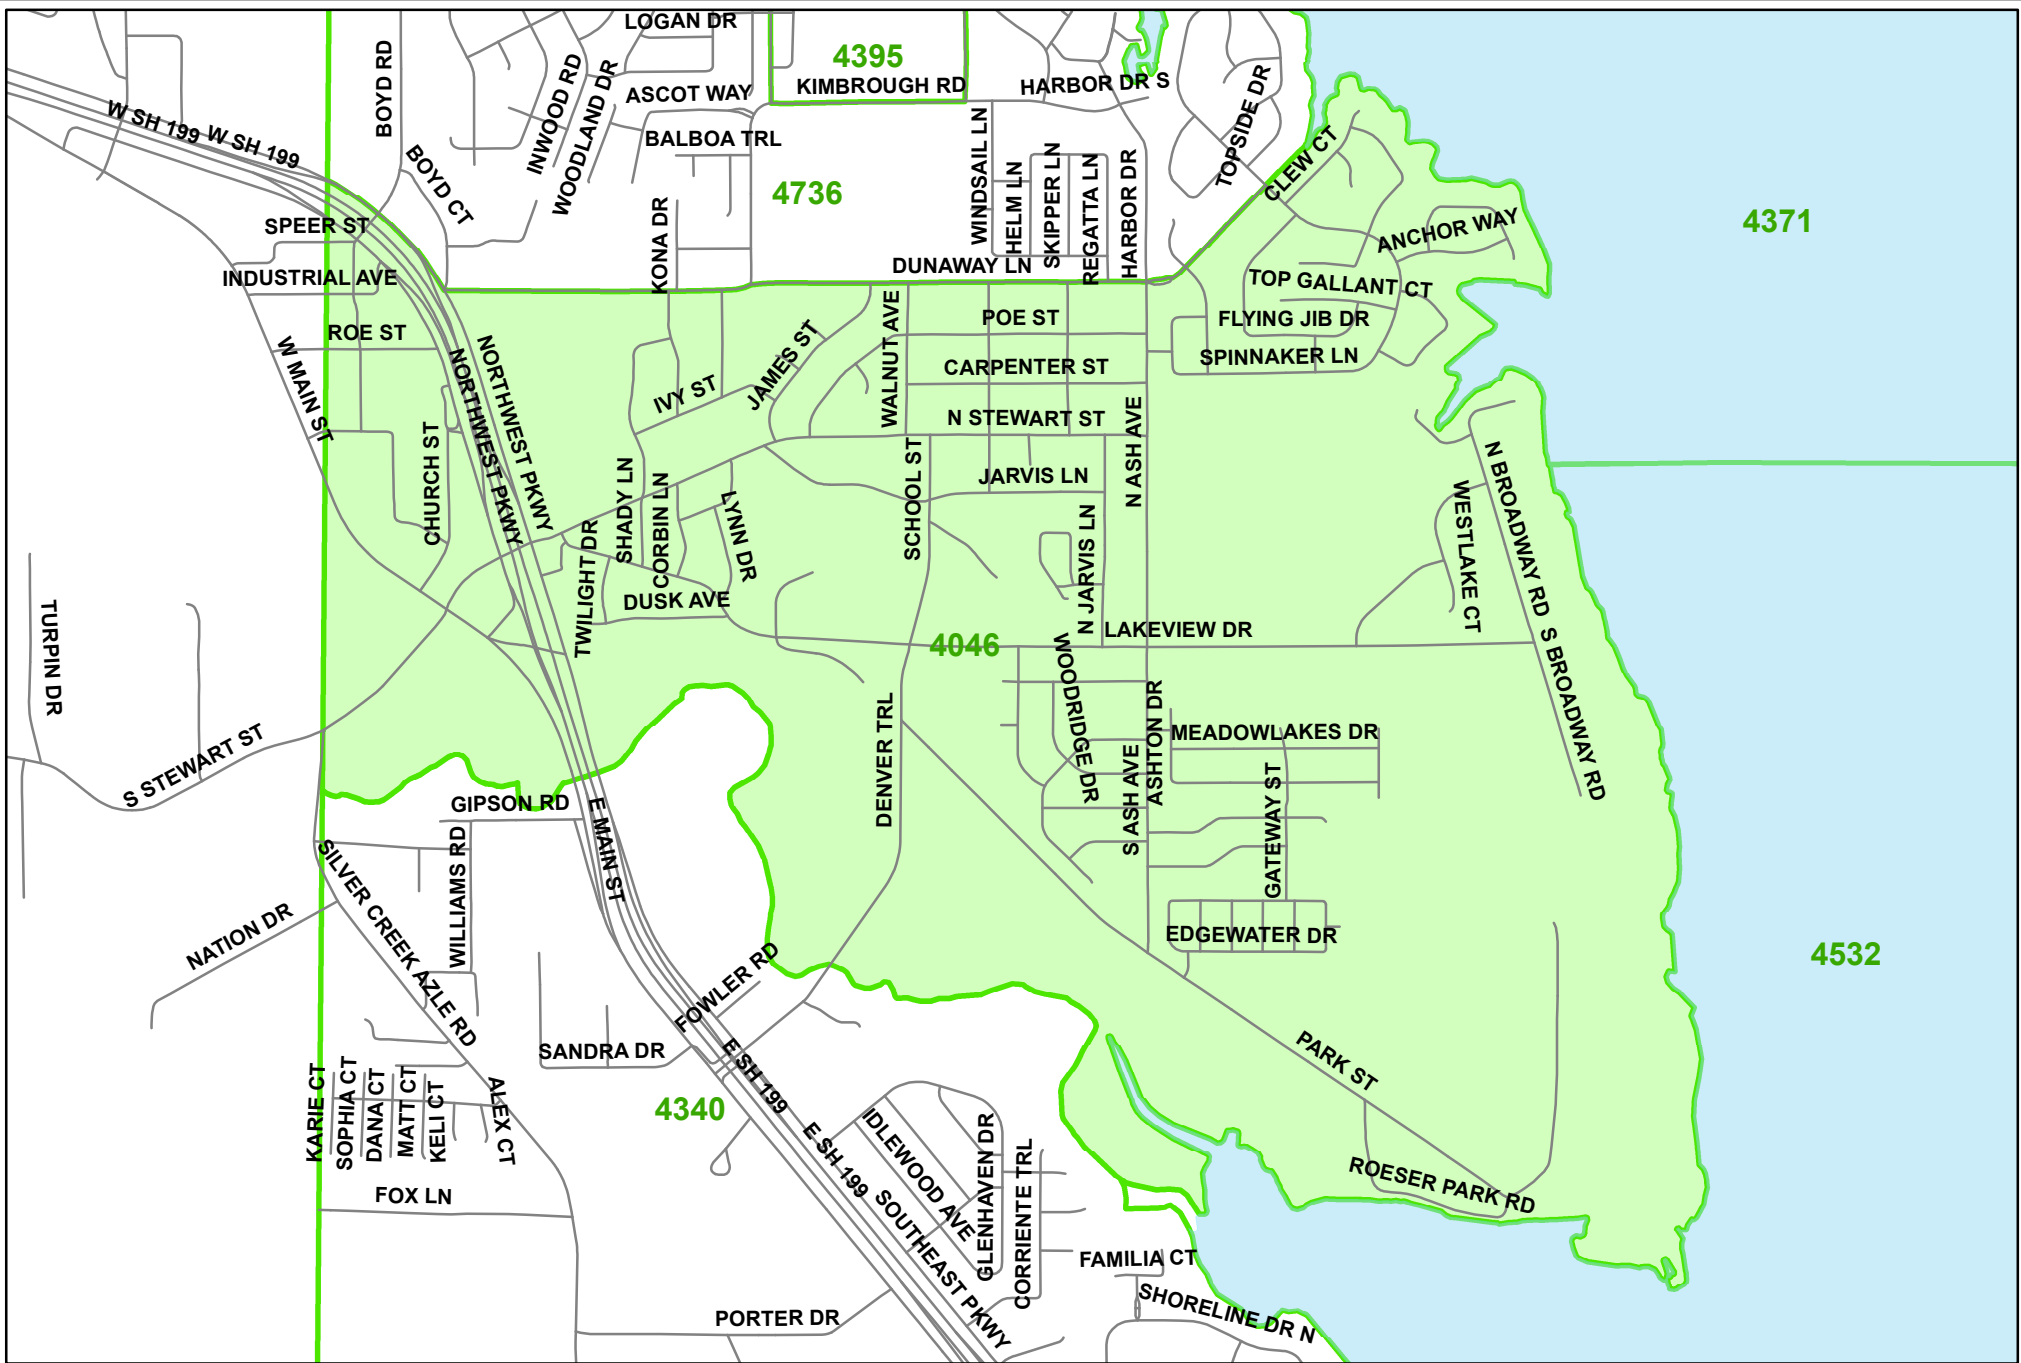 LOGAN DR
4395
KIMBROUGH RD
HARBOR DR S
BOYD RD
INWOOD RD
WOODLAND DR
ASCOT WAY
BALBOA TRL
TOPSIDE DR
W SH 199
W SH 199
CLEW CT
BOYD CT
4736
WINDSAIL LN
HELM LN
SKIPPER LN
REGATTA LN
HARBOR DR
4371
SPEER ST
KONA DR
ANCHOR WAY
INDUSTRIAL AVE
DUNAWAY LN
TOP GALLANT CT
ROE ST
POE ST
FLYING JIB DR
W MAIN ST
NORTHWEST PKWY
NORTHWEST PKWY
JAMES ST
WALNUT AVE
CARPENTER ST
SPINNAKER LN
IVY ST
N STEWART ST
N ASH AVE
CHURCH ST
SHADY LN
CORBIN LN
LYNN DR
SCHOOL ST
JARVIS LN
N BROADWAY RD
WESTLAKE CT
TWILIGHT DR
N JARVIS LN
DUSK AVE
TURPIN DR
4046
LAKEVIEW DR
S BROADWAY RD
WOODRIDGE DR
DENVER TRL
ASHTON DR
MEADOWLAKES DR
S STEWART ST
S ASH AVE
GATEWAY ST
GIPSON RD
E MAIN ST
WILLIAMS RD
SILVER CREEK AZLE RD
NATION DR
EDGEWATER DR
4532
FOWLER RD
SANDRA DR
E SH 199
PARK ST
KARIE CT
SOPHIA CT
DANA CT
MATT CT
KELI CT
ALEX CT
4340
E SH 199
IDLEWOOD AVE
GLENHAVEN DR
CORRIENTE TRL
ROESER PARK RD
FOX LN
SOUTHEAST PKWY
FAMILIA CT
SHORELINE DR N
PORTER DR